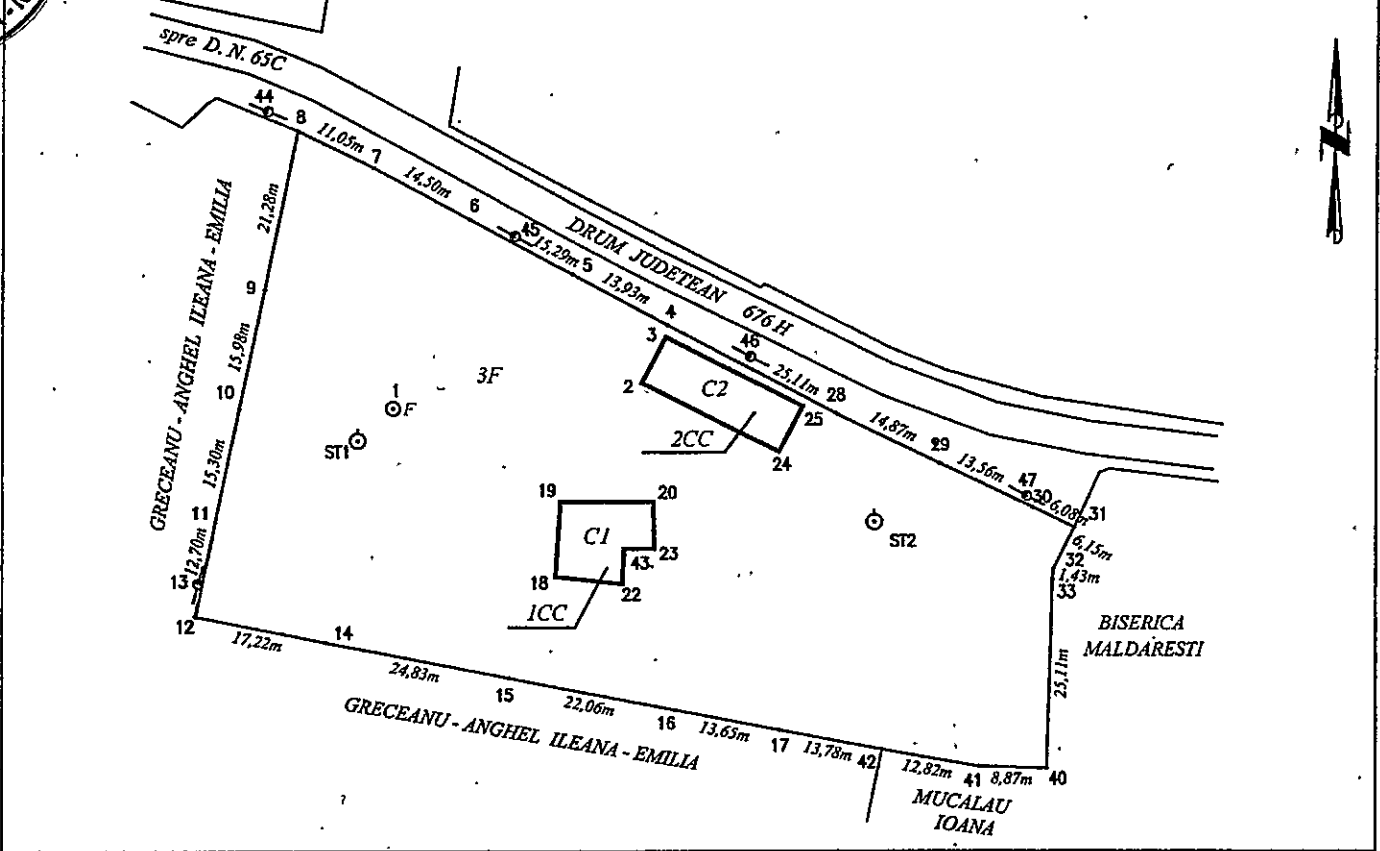 spre D. N. 65C
44
8
11,05m
7
14,50m
6
45
15,29m
5
13,93m
4
DRUM JUDETEAN 676 H
3
46
25,11m
28
2
C2
25
24
2CC
14,87m
29
13,56m
47
30
6,08m
31
6,15m
32
1,43m
33
25,11m
BISERICA
MALDARESTI
GRECEANU - ANGHEL ILEANA - EMILIA
21,28m
9
15,98m
10
15,30m
11
12,70m
13
12
1
F
3F
ST1
19
20
C1
43
23
18
22
1CC
ST2
17,22m
14
24,83m
15
22,06m
16
13,65m
17
13,78m
42
12,82m
41
8,87m
40
GRECEANU - ANGHEL ILEANA - EMILIA
MUCALAU
IOANA